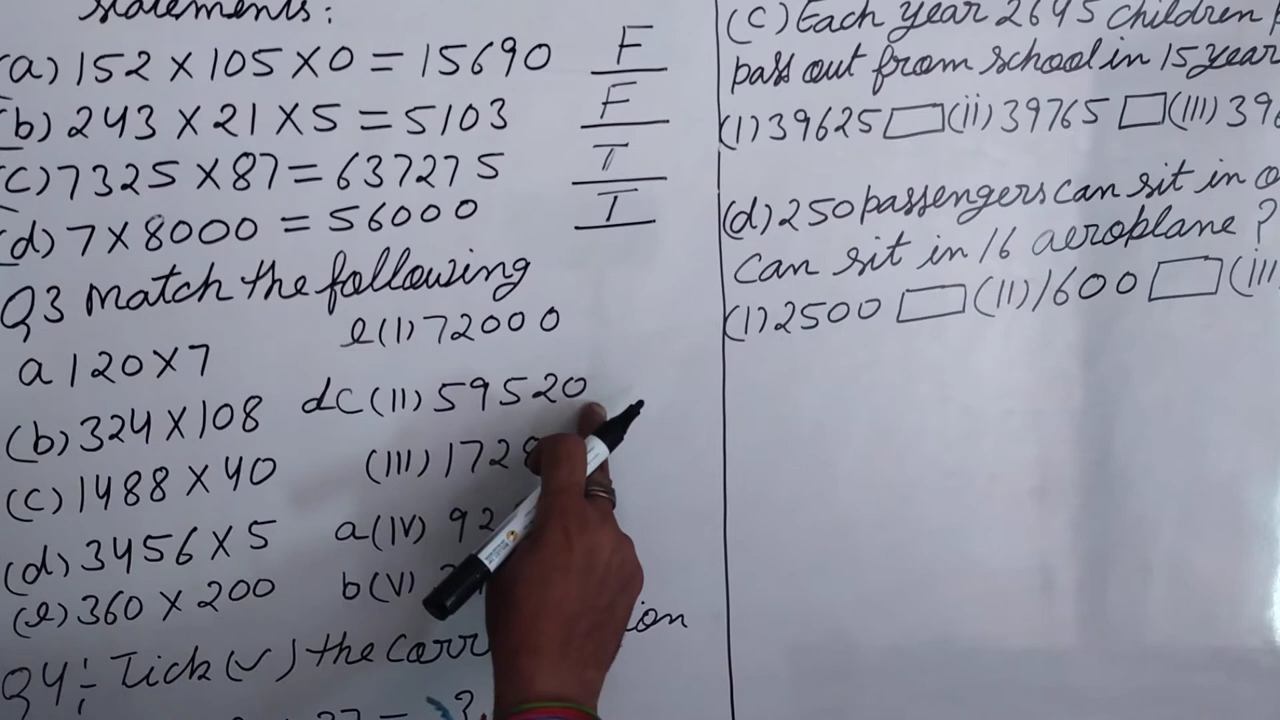 statements:
(a) 152 × 105 × 0 = 15690 F
(b) 243 × 21 × 5 = 5103 F
(c) 7325 × 87 = 637275 T
(d) 7 × 8000 = 56000 T
Q3 Match the following
a 120 × 7 e (I) 72000
(b) 324 × 108 dc (II) 59520
(c) 1488 × 40 (III) 1728
(d) 3456 × 5 a (IV) 92
(e) 360 × 200 b (V)
Q4:- Tick (✓) the
27 = ?
(c) Each year 2645 children
pass out from school in 15 year
(I) 39625 □ (ii) 39765 □ (III) 39
(d) 250 passengers can sit in
can sit in 16 aeroplane ?
(I) 2500 □ (II) 1600 □ (iii